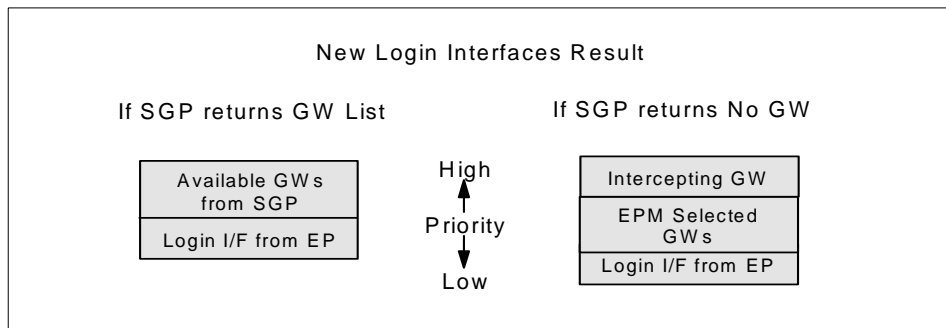 New Login Interfaces Result
If SGP returns GW List
Available GWs
from SGP
Login I/F from EP
High
Priority
Low
If SGP returns No GW
Intercepting GW
EPM Selected
GWs
Login I/F from EP